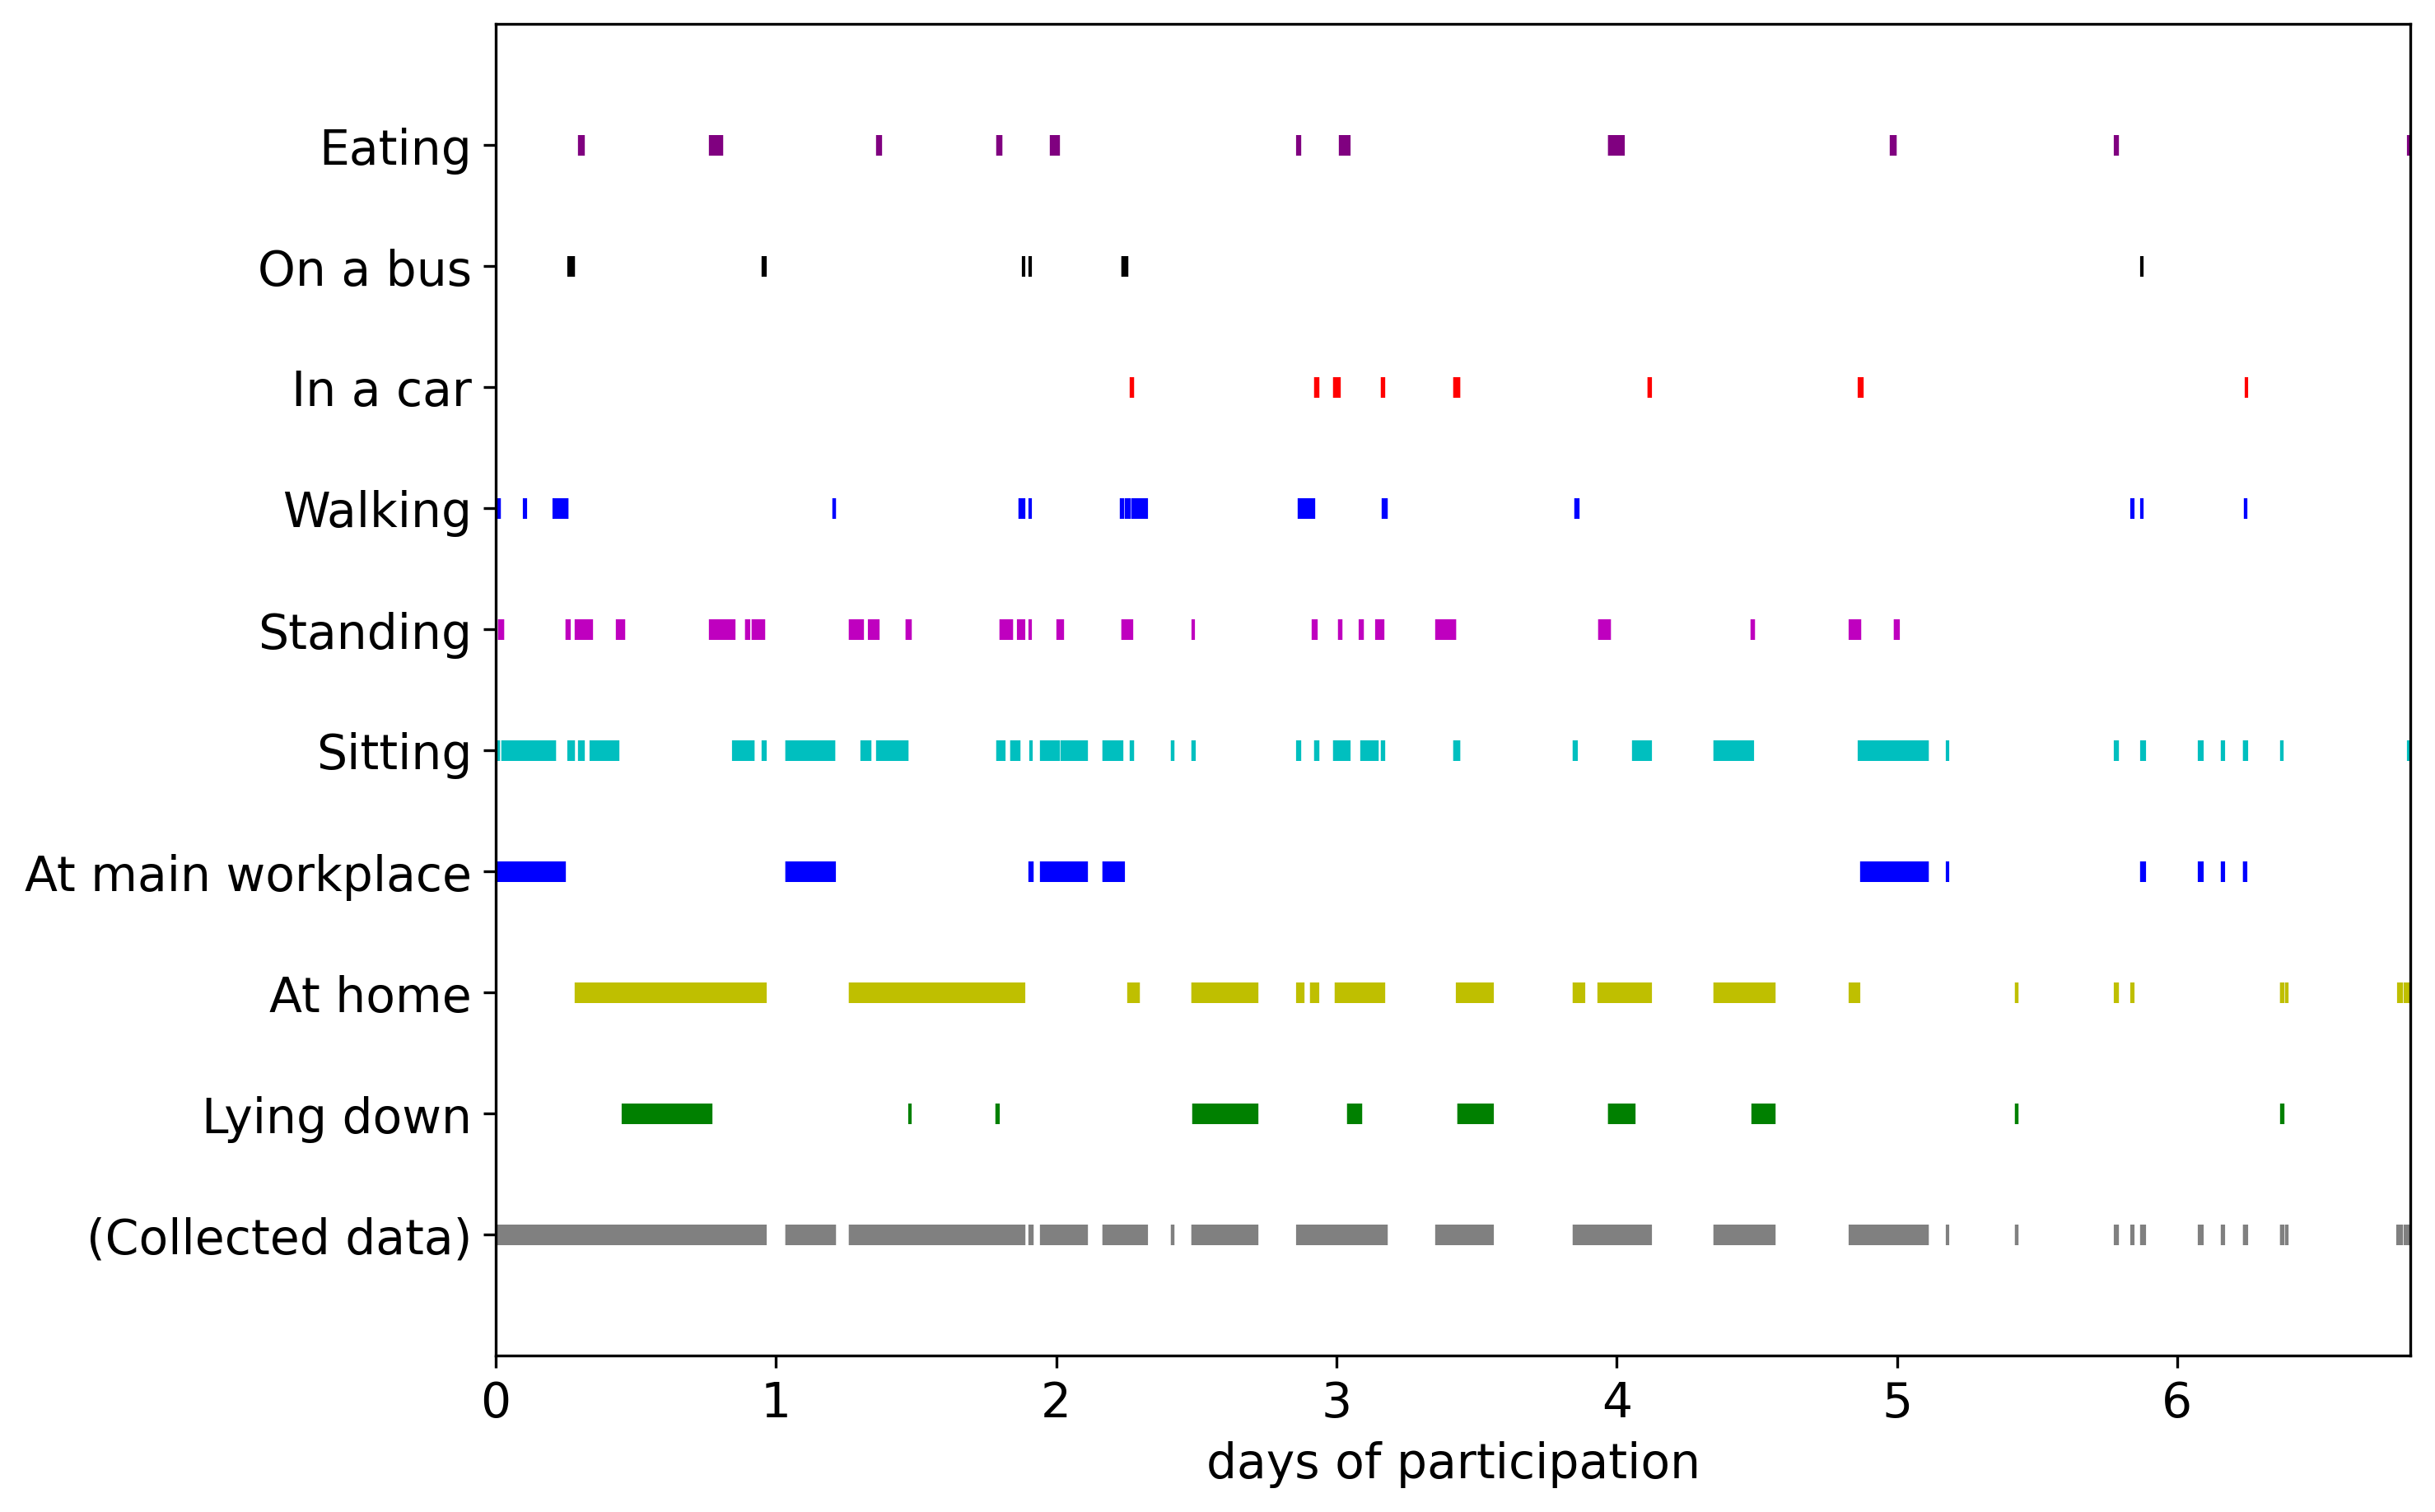 Eating
On a bus
In a car
Walking
Standing
Sitting
At main workplace
At home
Lying down
(Collected data)
0 1 2 3 4 5 6
days of participation